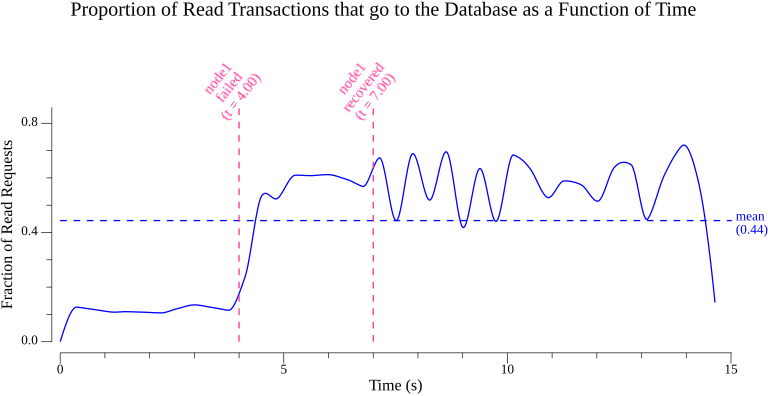 Proportion of Read Transactions that go to the Database as a Function of Time
node1
failed
(t = 4.00)
node1
recovered
(t = 7.00)
Fraction of Read Requests
0.8
0.4
0.0
mean
(0.44)
0
5
10
15
Time (s)